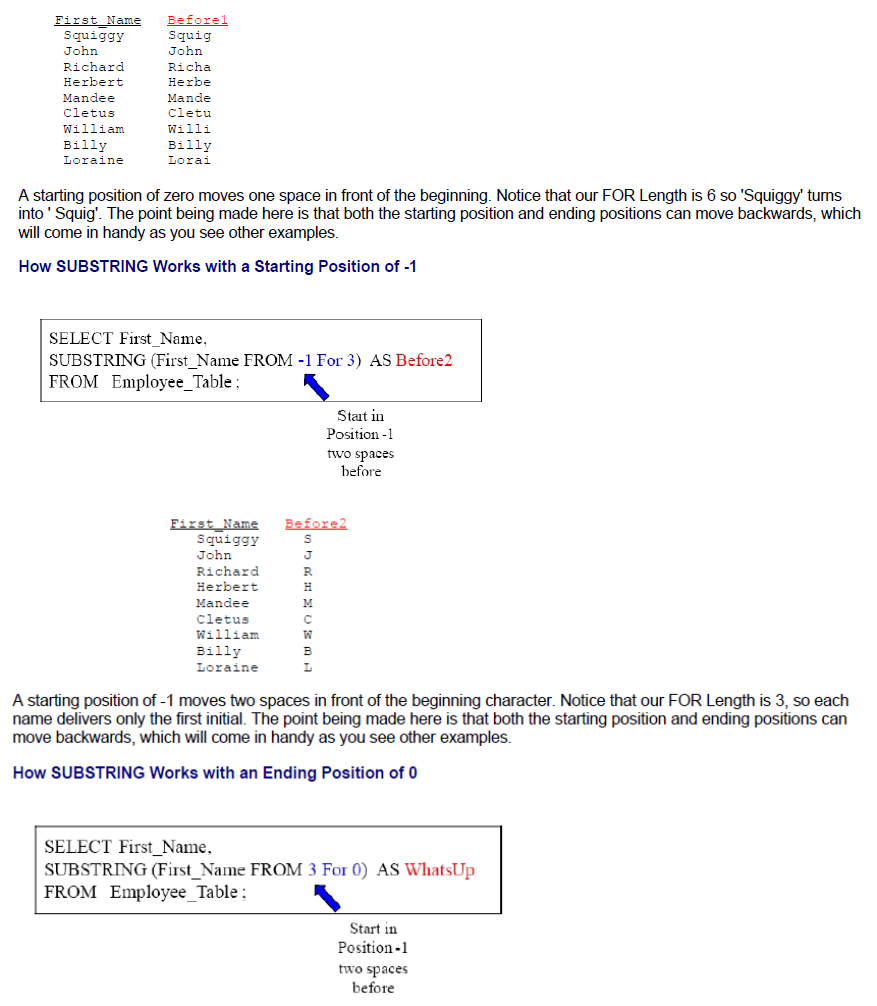 First_Name Before1
Squiggy Squig
John John
Richard Richa
Herbert Herbe
Mandee Mande
Cletus Cletu
William Willi
Billy Billy
Loraine Lorai
A starting position of zero moves one space in front of the beginning. Notice that our FOR Length is 6 so 'Squiggy' turns
into ' Squig'. The point being made here is that both the starting position and ending positions can move backwards, which
will come in handy as you see other examples.
How SUBSTRING Works with a Starting Position of -1
SELECT First_Name,
SUBSTRING (First_Name FROM -1 For 3) AS Before2
FROM Employee_Table ;
Start in
Position -1
two spaces
before
First_Name Before2
Squiggy S
John J
Richard R
Herbert H
Mandee M
Cletus C
William W
Billy B
Loraine L
A starting position of -1 moves two spaces in front of the beginning character. Notice that our FOR Length is 3, so each
name delivers only the first initial. The point being made here is that both the starting position and ending positions can
move backwards, which will come in handy as you see other examples.
How SUBSTRING Works with an Ending Position of 0
SELECT First_Name,
SUBSTRING (First_Name FROM 3 For 0) AS WhatsUp
FROM Employee_Table ;
Start in
Position -1
two spaces
before